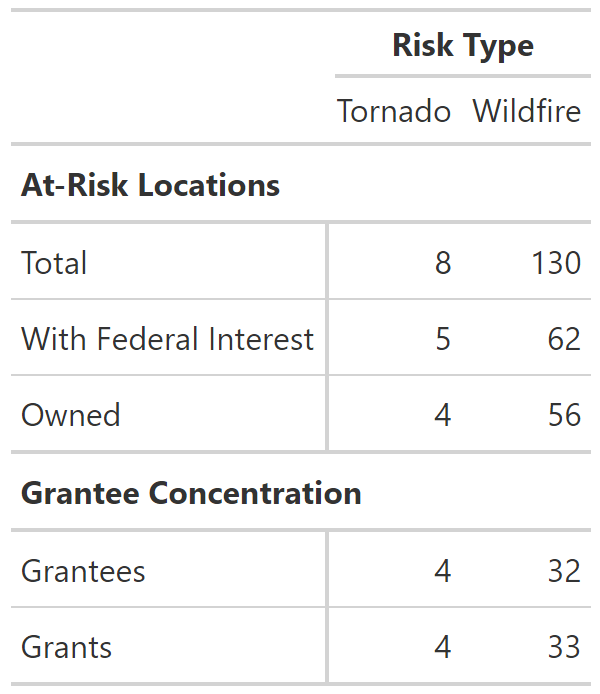 Risk Type
Tornado Wildfire
At-Risk Locations
Total 8 130
With Federal Interest 5 62
Owned 4 56
Grantee Concentration
Grantees 4 32
Grants 4 33